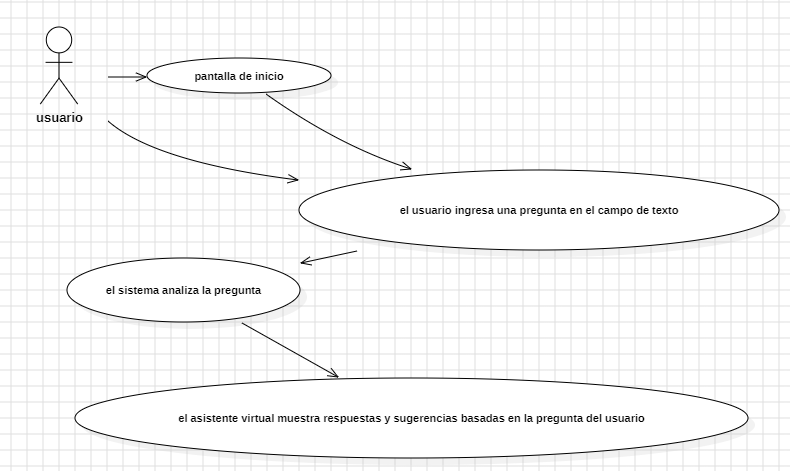 pantalla de inicio
usuario
el usuario ingresa una pregunta en el campo de texto
el sistema analiza la pregunta
el asistente virtual muestra respuestas y sugerencias basadas en la pregunta del usuario